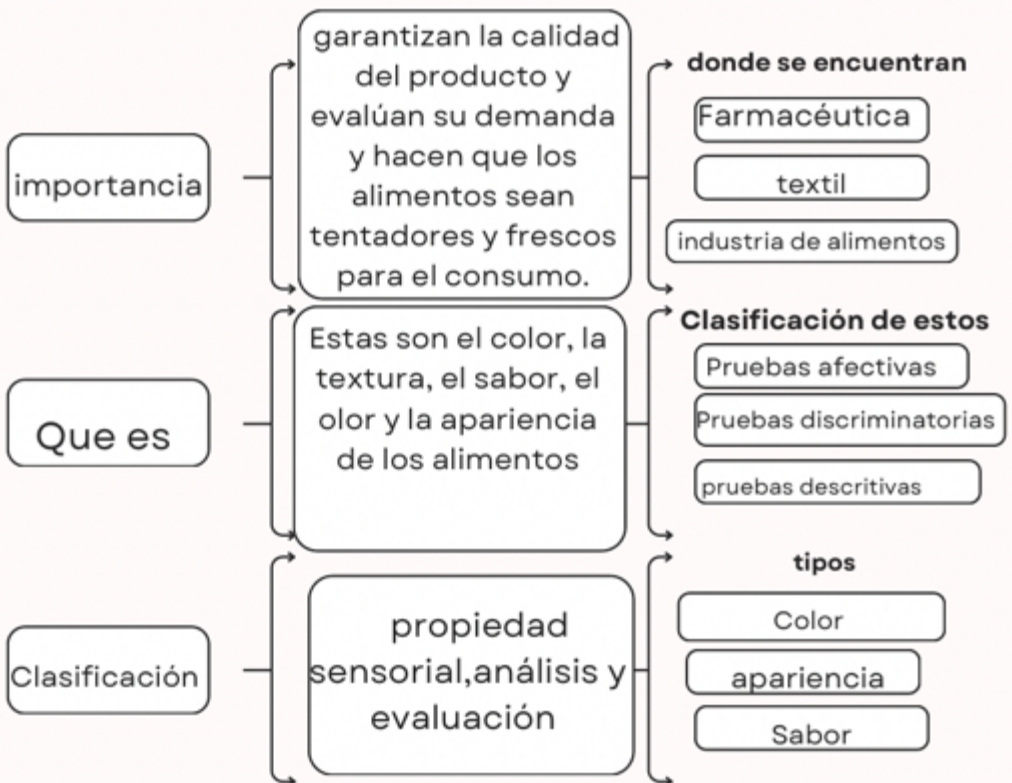 importancia
garantizan la calidad
del producto y
evalúan su demanda
y hacen que los
alimentos sean
tentadores y frescos
para el consumo.
donde se encuentran
Farmacéutica
textil
industria de alimentos
Que es
Estas son el color, la
textura, el sabor, el
olor y la apariencia
de los alimentos
Clasificación de estos
Pruebas afectivas
Pruebas discriminatorias
pruebas descritivas
Clasificación
propiedad
sensorial,análisis y
evaluación
tipos
Color
apariencia
Sabor